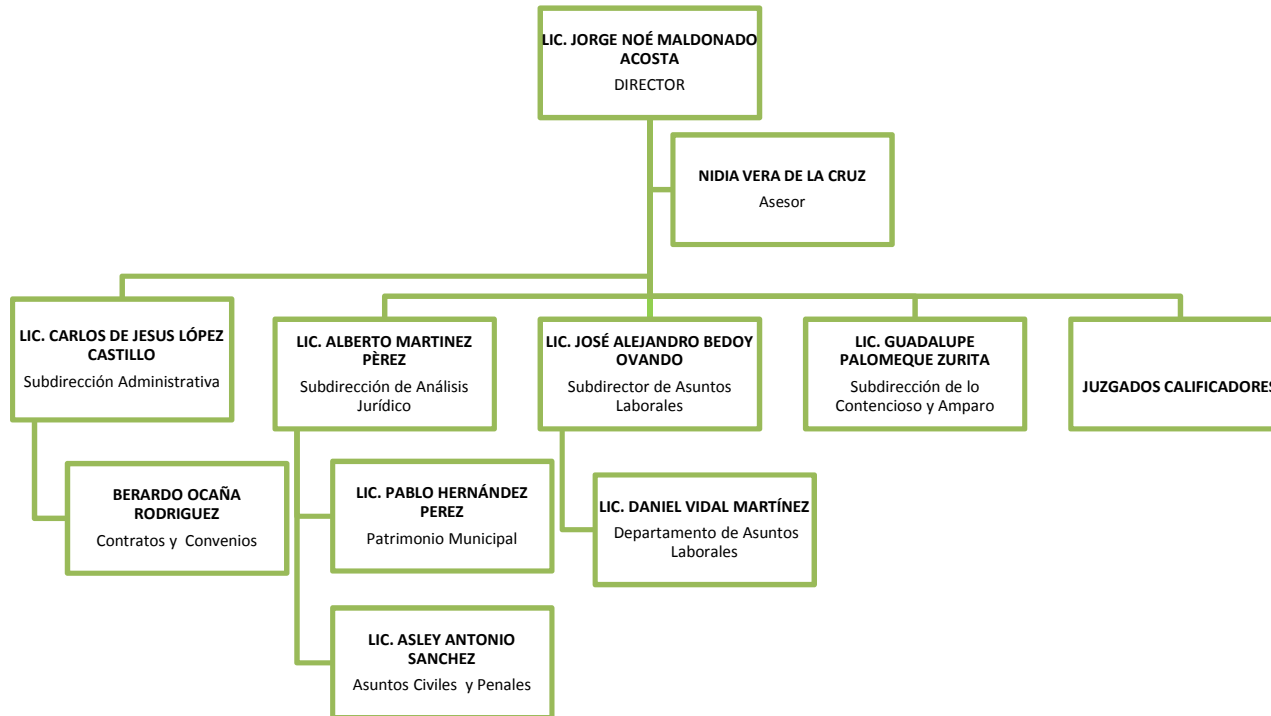 LIC. JORGE NOÉ MALDONADO
ACOSTA
DIRECTOR
NIDIA VERA DE LA CRUZ
Asesor
LIC. CARLOS DE JESUS LÓPEZ
CASTILLO
Subdirección Administrativa
LIC. ALBERTO MARTINEZ
PÈREZ
Subdirección de Análisis
Jurídico
LIC. JOSÉ ALEJANDRO BEDOY
OVANDO
Subdirector de Asuntos
Laborales
LIC. GUADALUPE
PALOMEQUE ZURITA
Subdirección de lo
Contencioso y Amparo
JUZGADOS CALIFICADORES
BERARDO OCAÑA
RODRIGUEZ
Contratos y Convenios
LIC. PABLO HERNÁNDEZ
PEREZ
Patrimonio Municipal
LIC. DANIEL VIDAL MARTÍNEZ
Departamento de Asuntos
Laborales
LIC. ASLEY ANTONIO
SANCHEZ
Asuntos Civiles y Penales